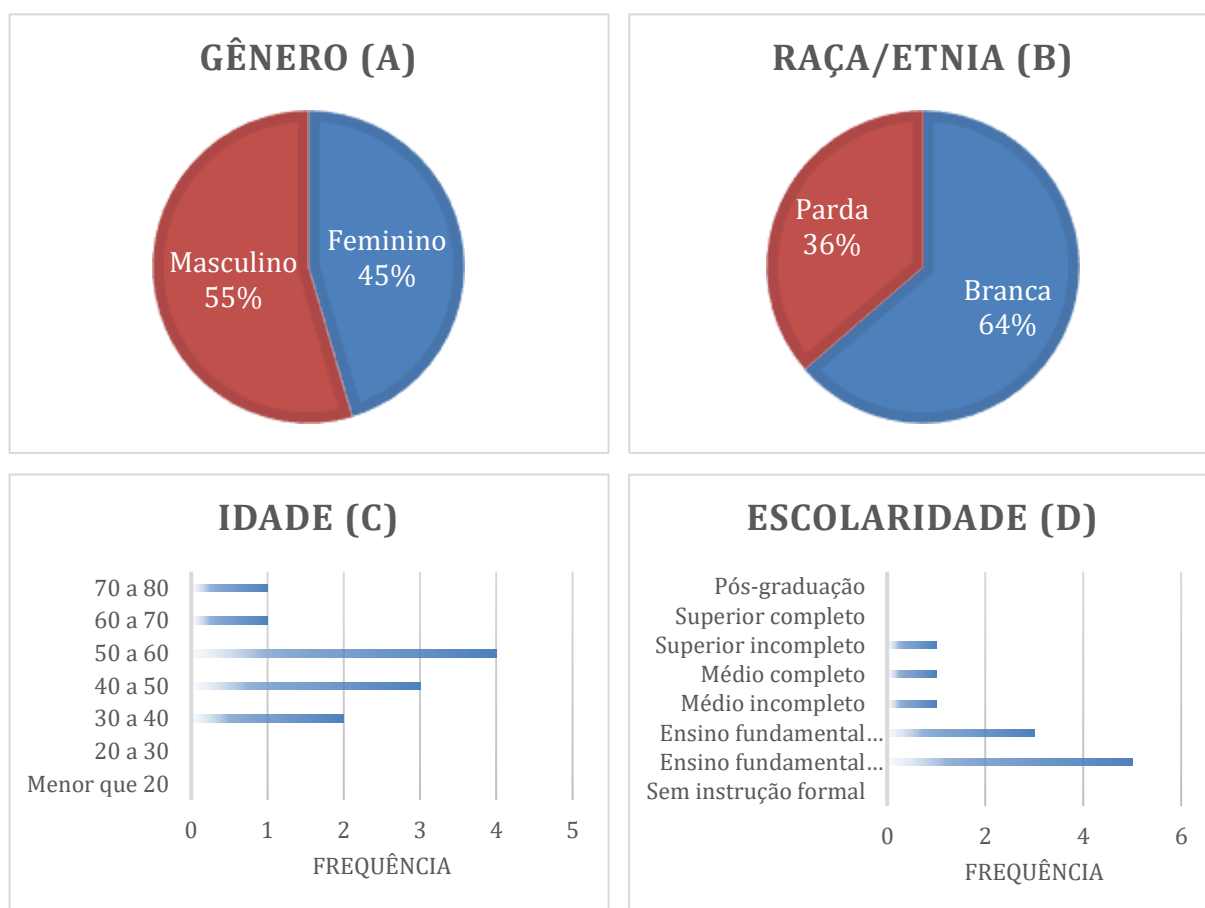 GÊNERO (A)
Feminino
45%
Masculino
55%
RAÇA/ETNIA (B)
Parda
36%
Branca
64%
IDADE (C)
70 a 80
60 a 70
50 a 60
40 a 50
30 a 40
20 a 30
Menor que 20
0 1 2 3 4 5
FREQUÊNCIA
ESCOLARIDADE (D)
Pós-graduação
Superior completo
Superior incompleto
Médio completo
Médio incompleto
Ensino fundamental...
Ensino fundamental...
Sem instrução formal
0 2 4 6
FREQUÊNCIA